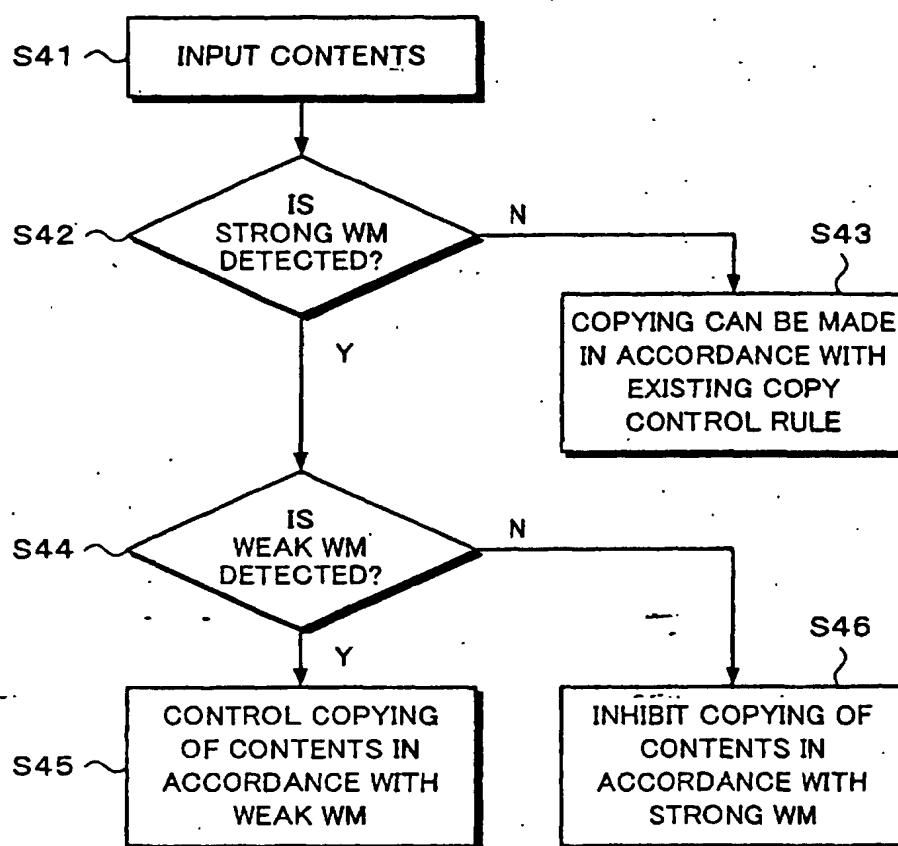 S41
INPUT CONTENTS
S42
IS
STRONG WM
DETECTED?
N
Y
S43
COPYING CAN BE MADE
IN ACCORDANCE WITH
EXISTING COPY
CONTROL RULE
S44
IS
WEAK WM
DETECTED?
N
Y
S45
CONTROL COPYING
OF CONTENTS IN
ACCORDANCE WITH
WEAK WM
S46
INHIBIT COPYING OF
CONTENTS IN
ACCORDANCE WITH
STRONG WM